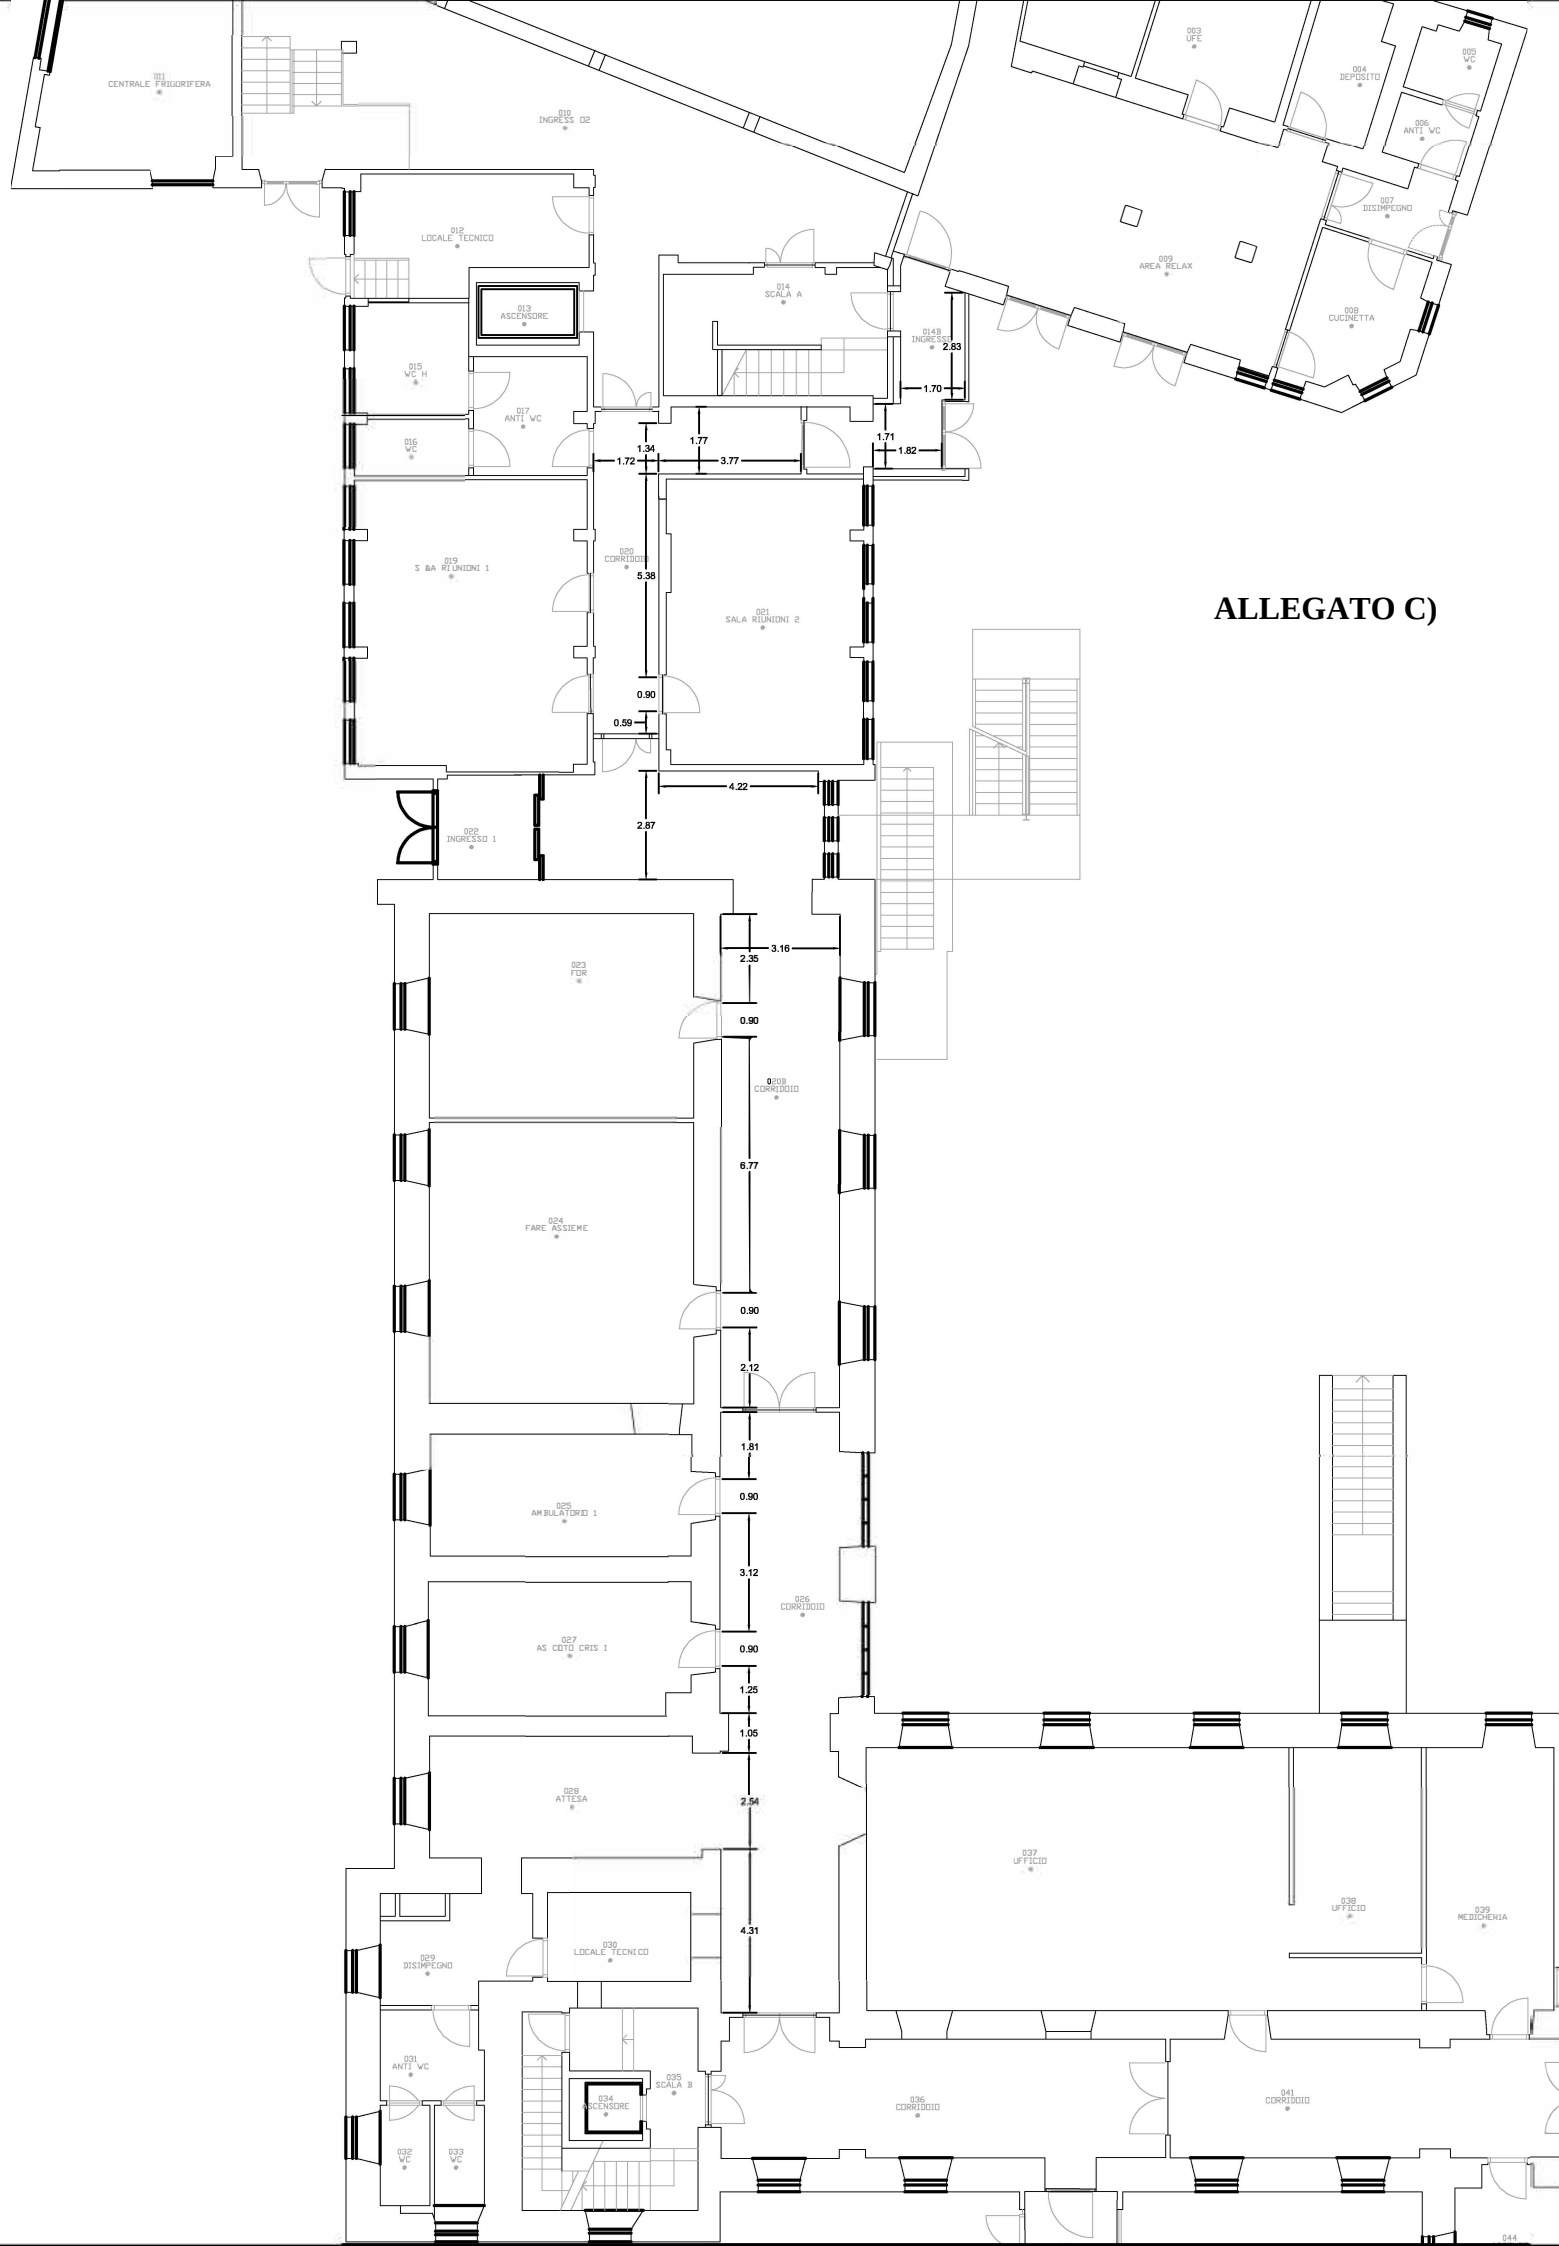 003
UFE
004
DEPOSITO
005
WC
011
CENTRALE FRIGORIFERA
010
INGRESS O2
006
ANTI WC
007
DISIMPEGNO
012
LOCALE TECNICO
009
AREA RELAX
014
SCALA A
013
ASCENSORE
008
CUCINETTA
014B
INGRESSO
2.83
015
WC H
1.70
017
ANTI WC
016
WC
1.34
1.77
1.71
1.72
3.77
1.82
020
CORRIDOIO
019
S ALA RIUNIONI 1
5.38
021
SALA RIUNIONI 2
ALLEGATO C)
0.90
0.59
4.22
2.87
022
INGRESSO 1
3.16
2.35
023
FOR
0.90
020B
CORRIDOIO
6.77
024
FARE ASSIEME
0.90
2.12
1.81
0.90
025
AMBULATORIO 1
3.12
026
CORRIDOIO
027
AS COTO CRIS I
0.90
1.25
1.05
028
ATTESA
2.54
037
UFFICIO
038
UFFICIO
039
MEDICHERIA
4.31
030
LOCALE TECNICO
029
DISIMPEGNO
031
ANTI WC
035
SCALA B
034
ASCENSORE
036
CORRIDOIO
041
CORRIDOIO
032
WC
033
WC
044